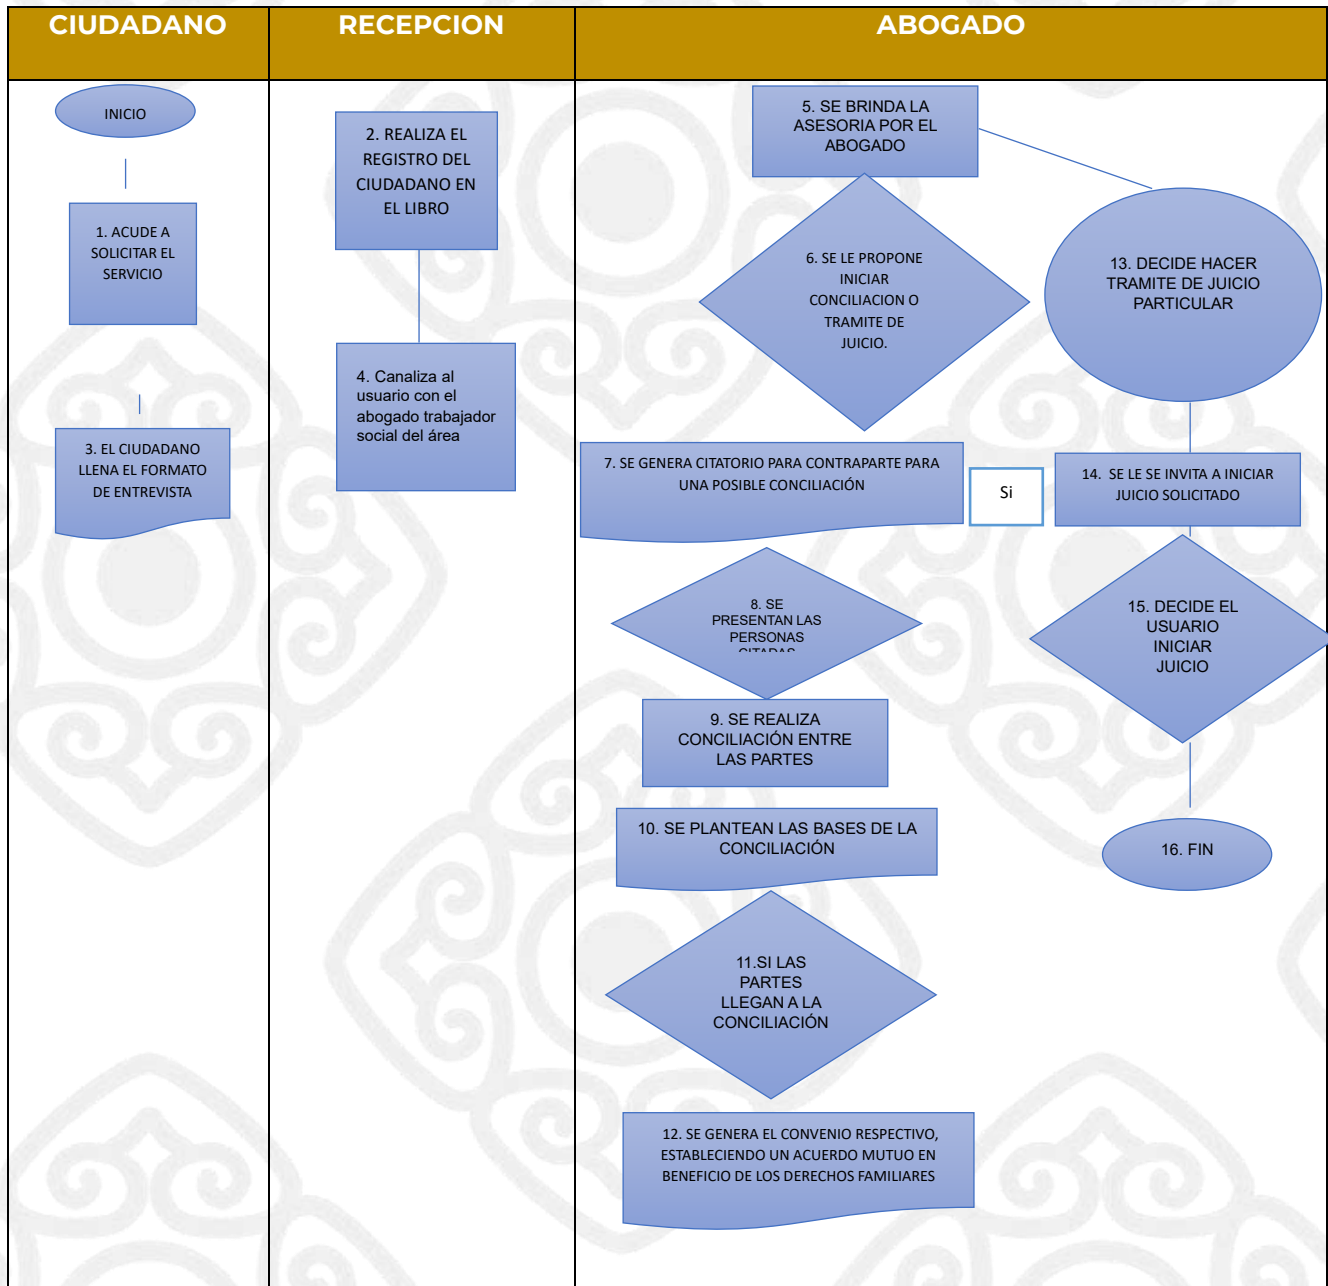 CIUDADANO
RECEPCION
ABOGADO
INICIO
1. ACUDE A
SOLICITAR EL
SERVICIO
3. EL CIUDADANO
LLENA EL FORMATO
DE ENTREVISTA
2. REALIZA EL
REGISTRO DEL
CIUDADANO EN
EL LIBRO
4. Canaliza al
usuario con el
abogado trabajador
social del área
5. SE BRINDA LA
ASESORIA POR EL
ABOGADO
6. SE LE PROPONE
INICIAR
CONCILIACION O
TRAMITE DE
JUICIO.
7. SE GENERA CITATORIO PARA CONTRAPARTE PARA
UNA POSIBLE CONCILIACIÓN
Si
8. SE
PRESENTAN LAS
PERSONAS
CITADAS
9. SE REALIZA
CONCILIACIÓN ENTRE
LAS PARTES
10. SE PLANTEAN LAS BASES DE LA
CONCILIACIÓN
11.SI LAS
PARTES
LLEGAN A LA
CONCILIACIÓN
12. SE GENERA EL CONVENIO RESPECTIVO,
ESTABLECIENDO UN ACUERDO MUTUO EN
BENEFICIO DE LOS DERECHOS FAMILIARES
13. DECIDE HACER
TRAMITE DE JUICIO
PARTICULAR
14. SE LE SE INVITA A INICIAR
JUICIO SOLICITADO
15. DECIDE EL
USUARIO
INICIAR
JUICIO
16. FIN